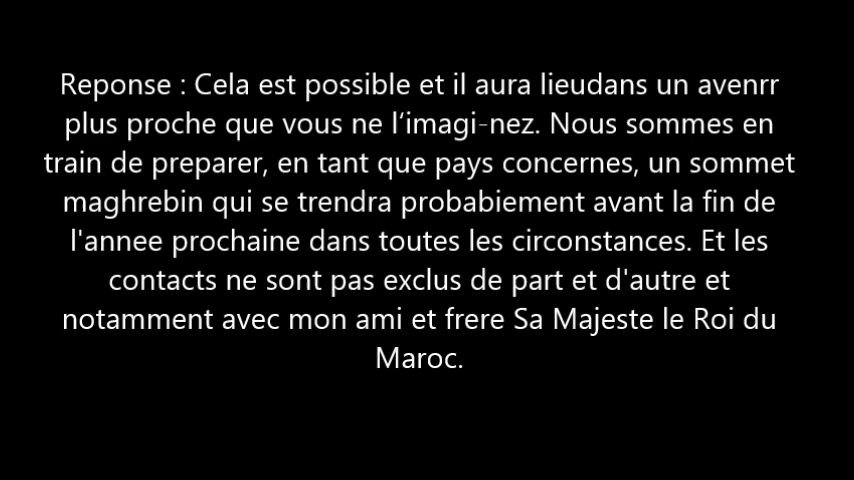 Reponse : Cela est possible et il aura lieudans un avenrr
plus proche que vous ne l‘imagi-nez. Nous sommes en
train de preparer, en tant que pays concernes, un sommet
maghrebin qui se trendra probabiement avant la fin de
l'annee prochaine dans toutes les circonstances. Et les
contacts ne sont pas exclus de part et d'autre et
notamment avec mon ami et frere Sa Majeste le Roi du
Maroc.